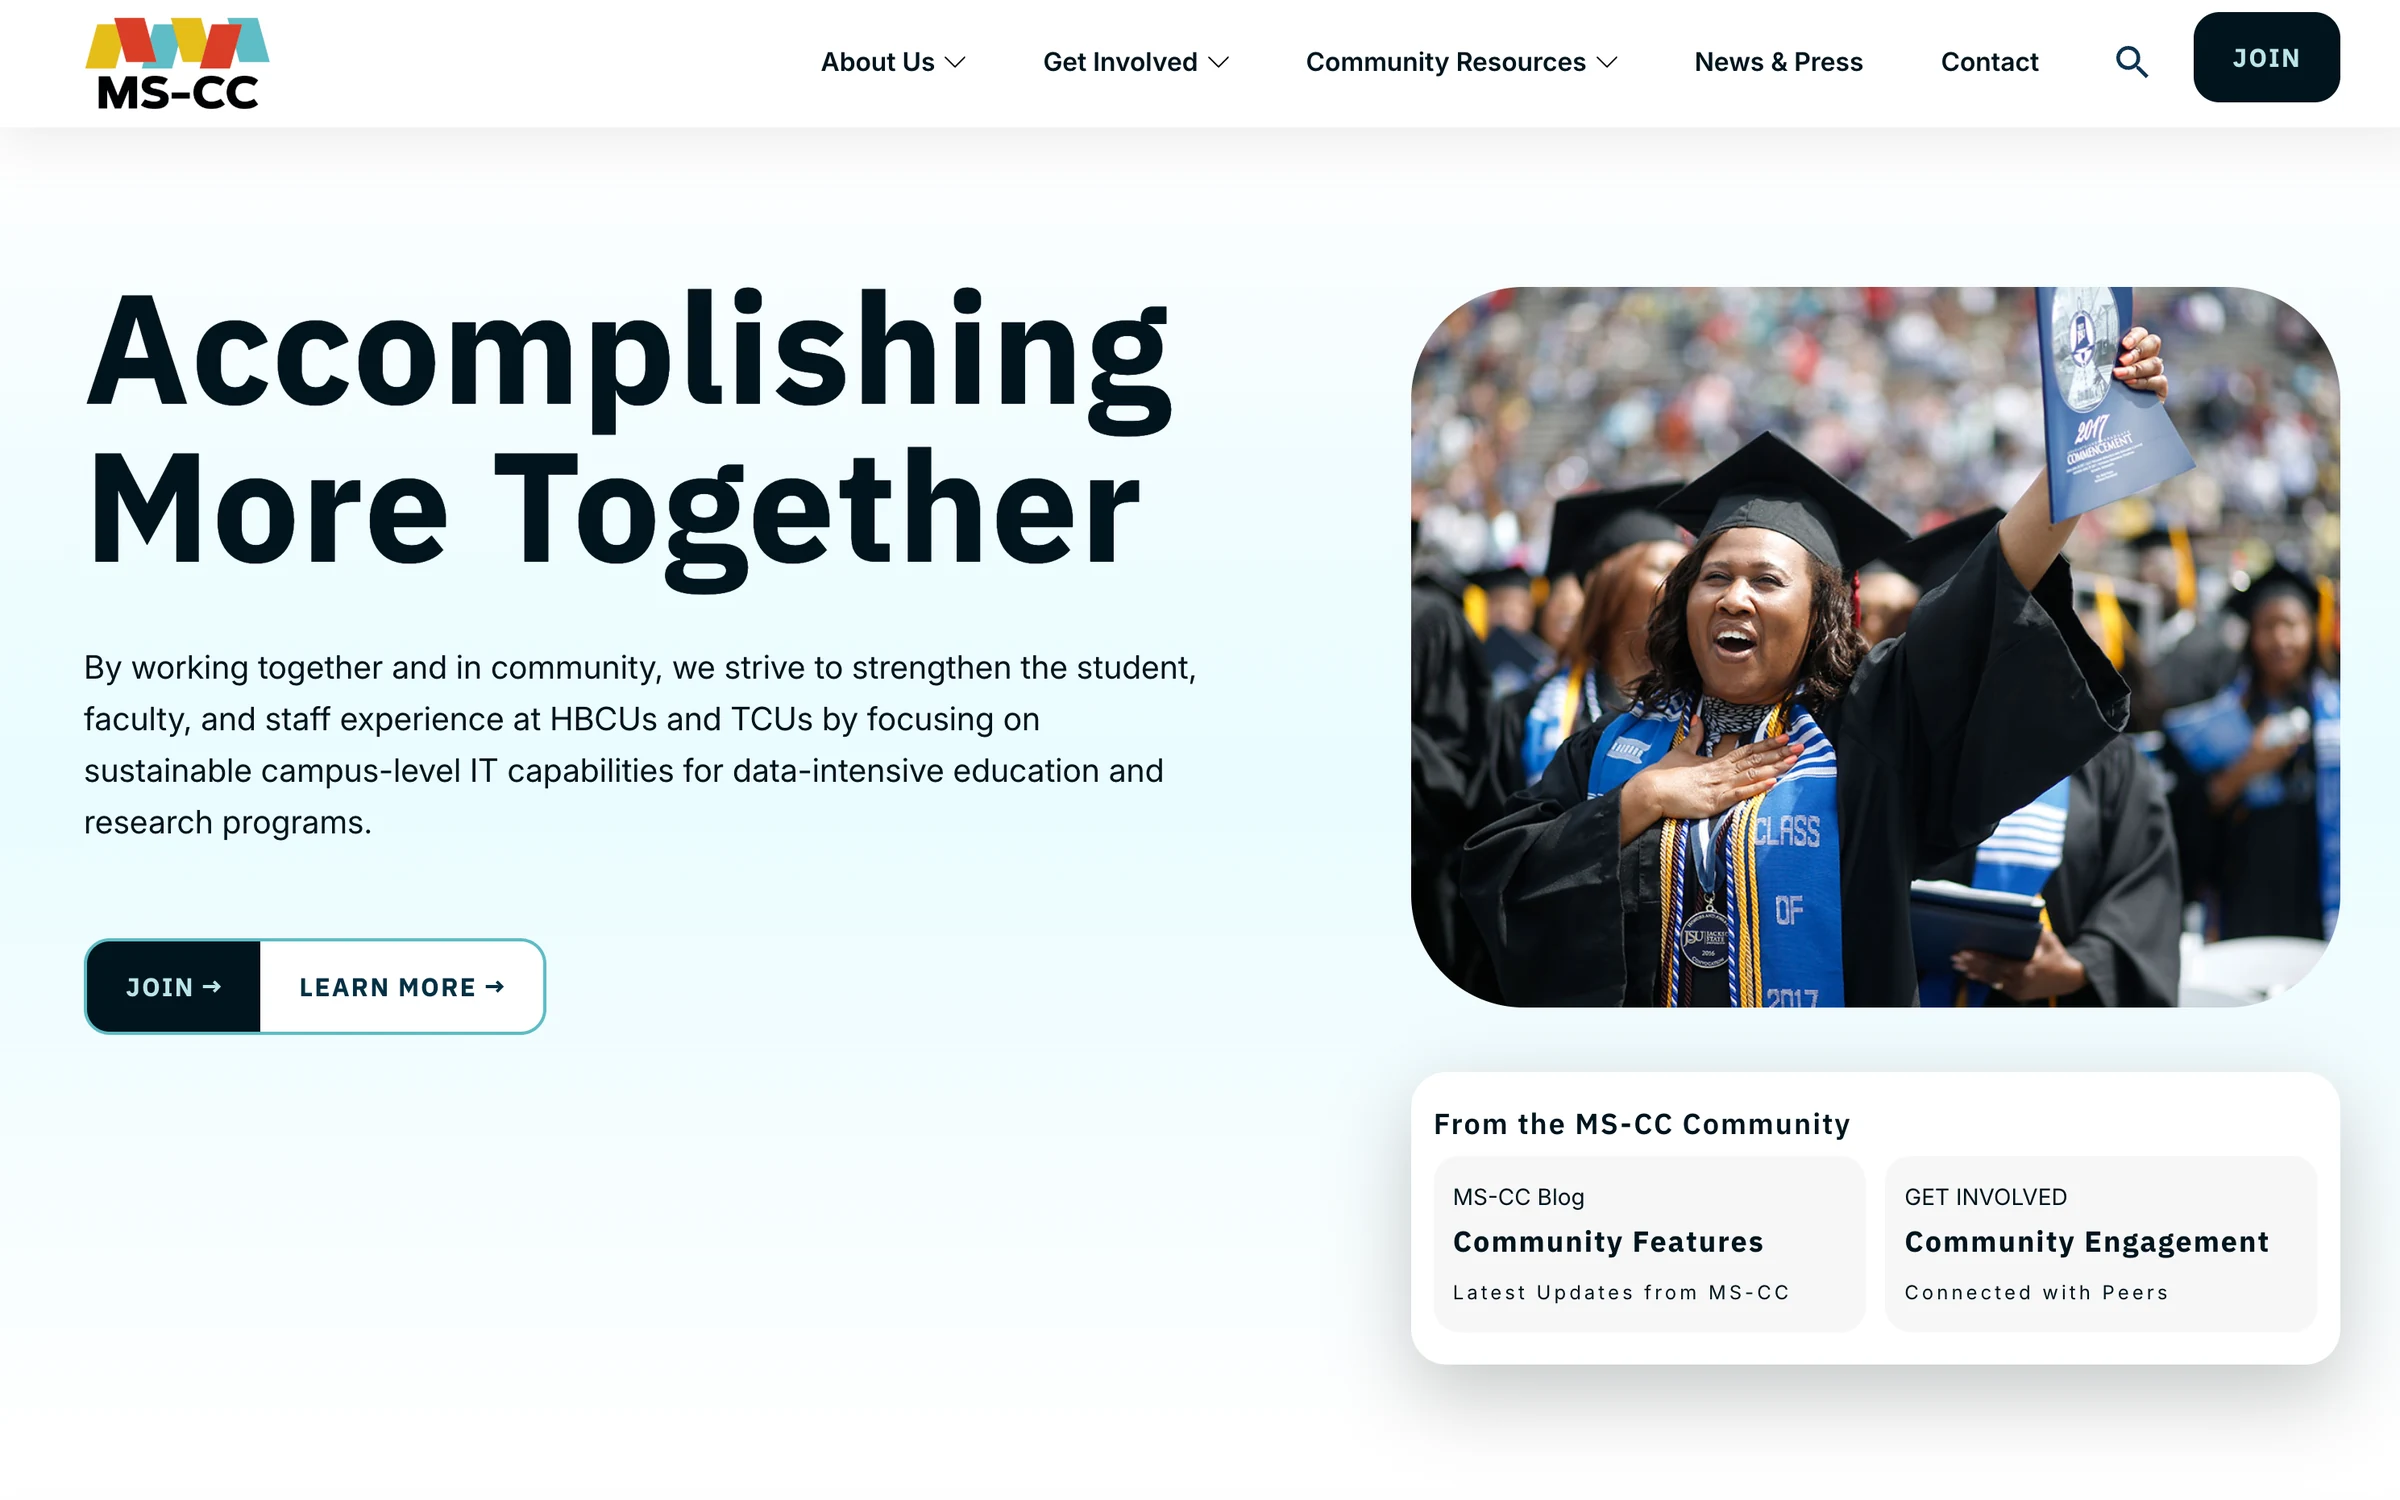 MS-CC
About Us
Get Involved
Community Resources
News & Press
Contact
JOIN
Accomplishing
More Together
By working together and in community, we strive to strengthen the student,
faculty, and staff experience at HBCUs and TCUs by focusing on
sustainable campus-level IT capabilities for data-intensive education and
research programs.
JOIN →
LEARN MORE →
2017
COMMENCEMENT
CLASS
OF
2017
JSU JACKSON STATE
2016
From the MS-CC Community
MS-CC Blog
Community Features
Latest Updates from MS-CC
GET INVOLVED
Community Engagement
Connected with Peers